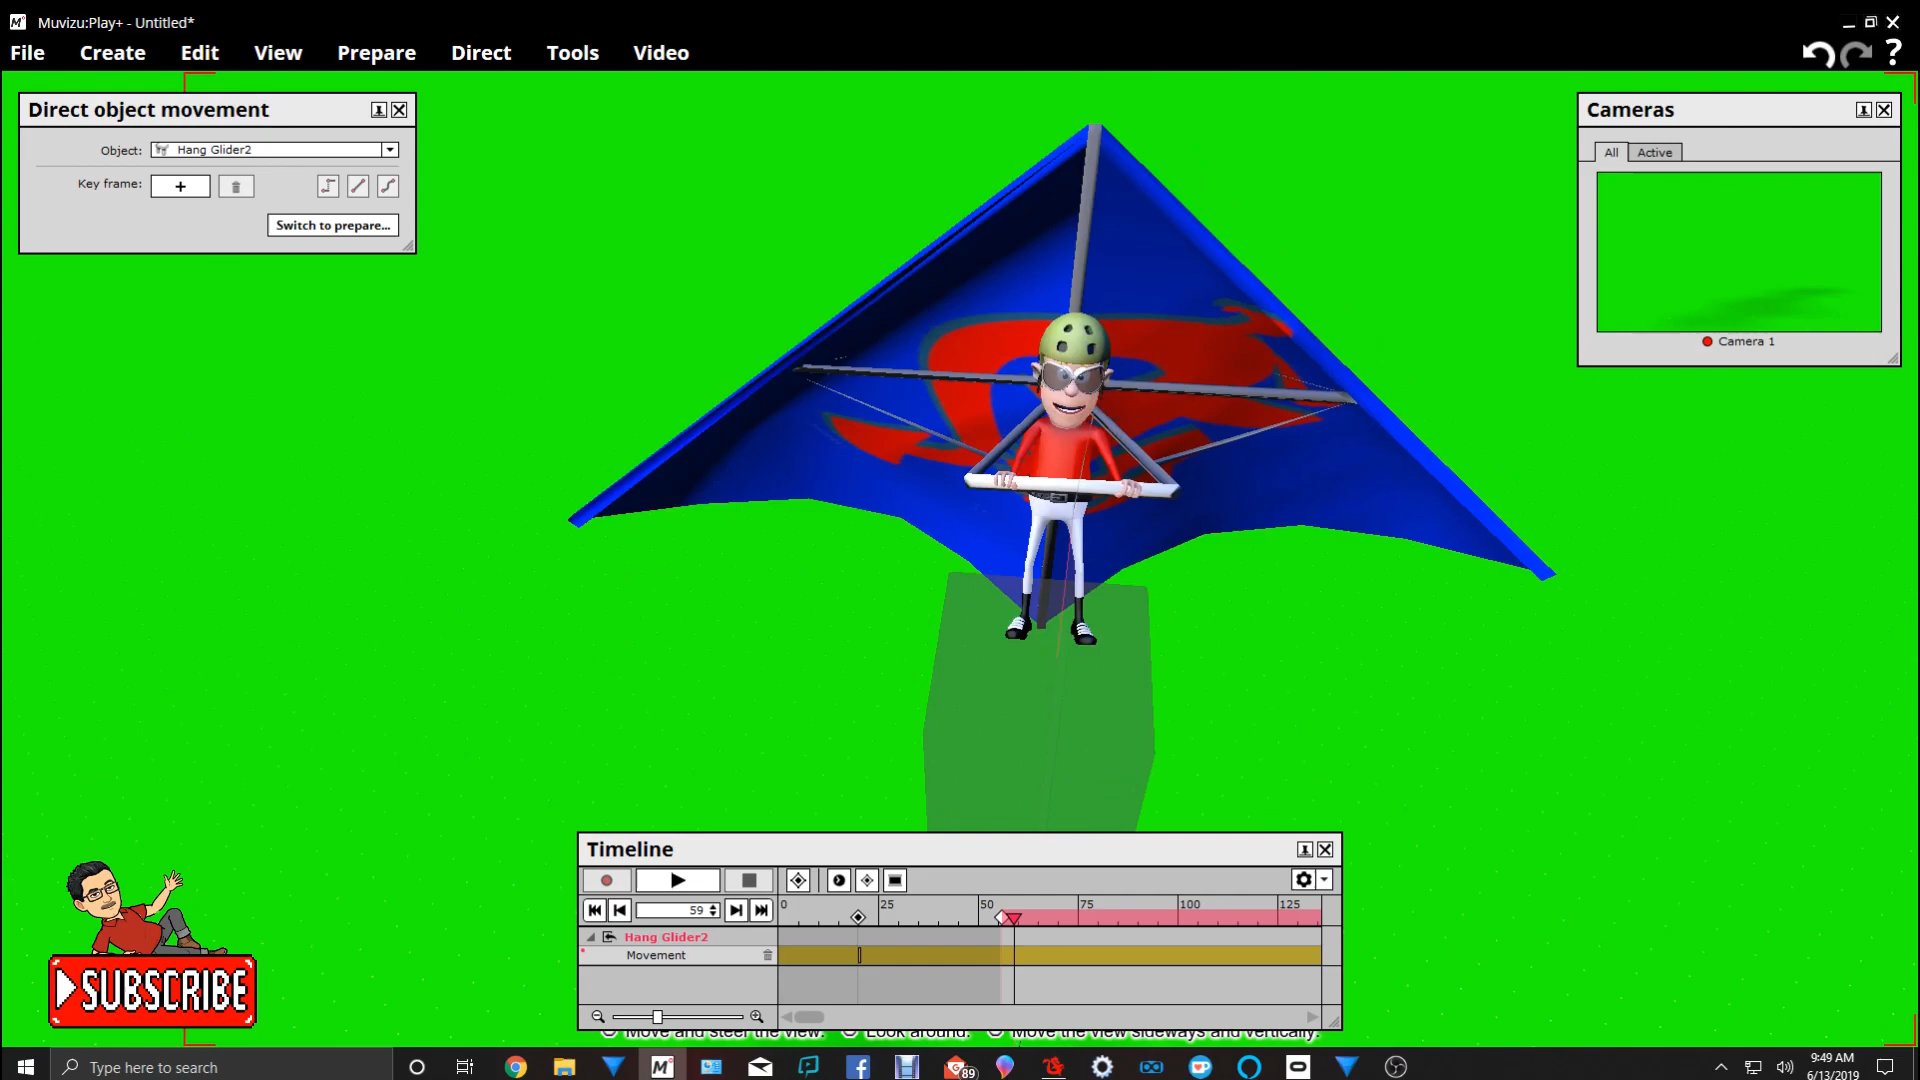 Muvizu:Play+ - Untitled*
File Create Edit View Prepare Direct Tools Video ?
Direct object movement
Object: Hang Glider2
Key frame: +
Switch to prepare...
Cameras
All Active
Camera 1
Timeline
59
0 25 50 75 100 125
Hang Glider2
Movement
Move and steer the view. Look around. Move the view sideways and vertically.
SUBSCRIBE
Type here to search
89
9:49 AM
6/13/2019